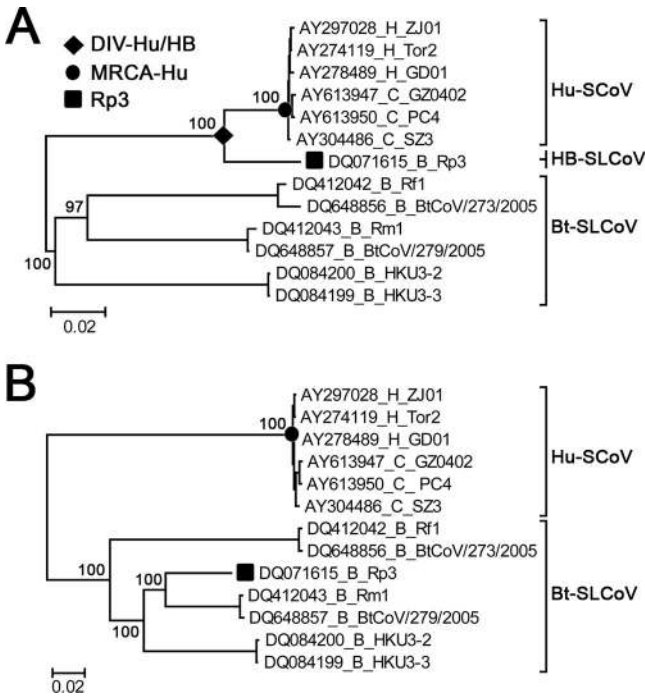 A
DIV-Hu/HB
MRCA-Hu
Rp3
100
100
AY297028_H_ZJ01
AY274119_H_Tor2
AY278489_H_GD01
AY613947_C_GZ0402
AY613950_C_PC4
AY304486_C_SZ3
Hu-SCoV
DQ071615_B_Rp3
HB-SLCoV
DQ412042_B_Rf1
DQ648856_B_BtCoV/273/2005
97
DQ412043_B_Rm1
DQ648857_B_BtCoV/279/2005
100
DQ084200_B_HKU3-2
DQ084199_B_HKU3-3
Bt-SLCoV
0.02
B
100
AY297028_H_ZJ01
AY274119_H_Tor2
AY278489_H_GD01
AY613947_C_GZ0402
AY613950_C_ PC4
AY304486_C_SZ3
Hu-SCoV
DQ412042_B_Rf1
DQ648856_B_BtCoV/273/2005
100
100
DQ071615_B_Rp3
DQ412043_B_Rm1
DQ648857_B_BtCoV/279/2005
100
DQ084200_B_HKU3-2
DQ084199_B_HKU3-3
Bt-SLCoV
0.02